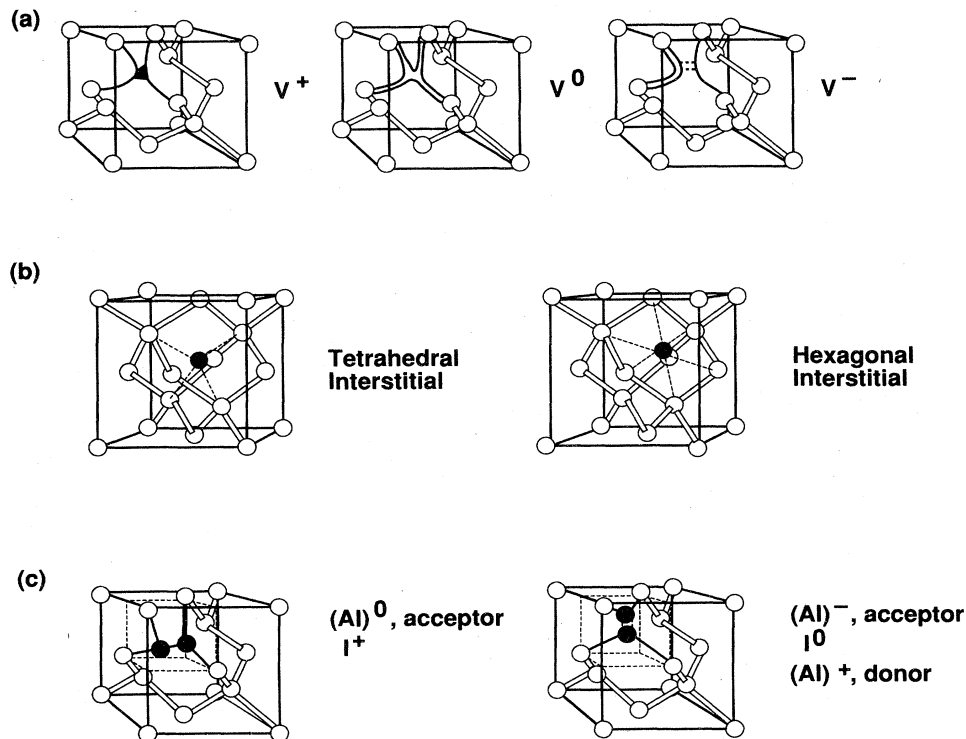 (a)
V⁺
V⁰
V⁻
(b)
Tetrahedral
Interstitial
Hexagonal
Interstitial
(c)
(Al)⁰, acceptor
I⁺
(Al)⁻, acceptor
I⁰
(Al)⁺, donor